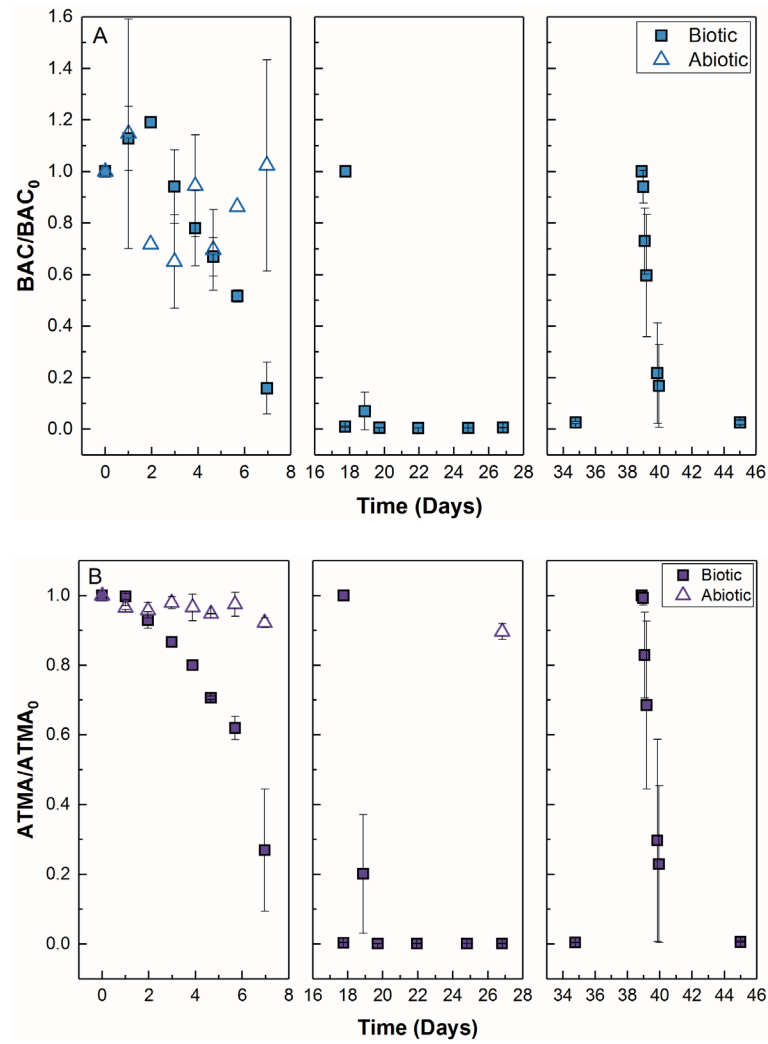 A
Biotic
Abiotic
1.6
1.4
1.2
1.0
0.8
0.6
0.4
0.2
0.0
BAC/BAC₀
0 2 4 6 8
16 18 20 22 24 26 28
34 36 38 40 42 44 46
Time (Days)
B
Biotic
Abiotic
1.0
0.8
0.6
0.4
0.2
0.0
ATMA/ATMA₀
0 2 4 6 8
16 18 20 22 24 26 28
34 36 38 40 42 44 46
Time (Days)